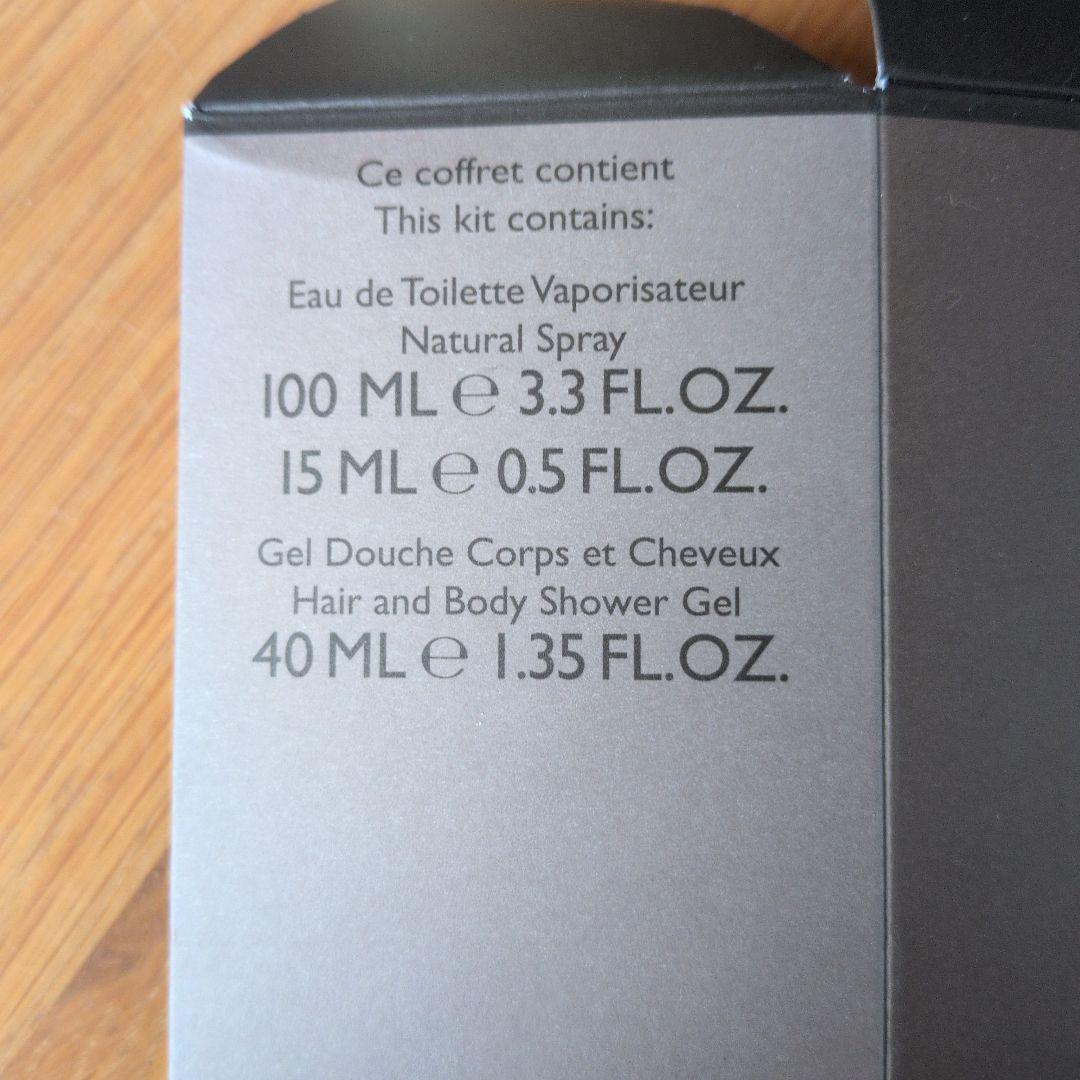 Ce coffret contient
This kit contains:
Eau de Toilette Vaporisateur
Natural Spray
100 ML ℮ 3.3 FL.OZ.
15 ML ℮ 0.5 FL.OZ.
Gel Douche Corps et Cheveux
Hair and Body Shower Gel
40 ML ℮ 1.35 FL.OZ.